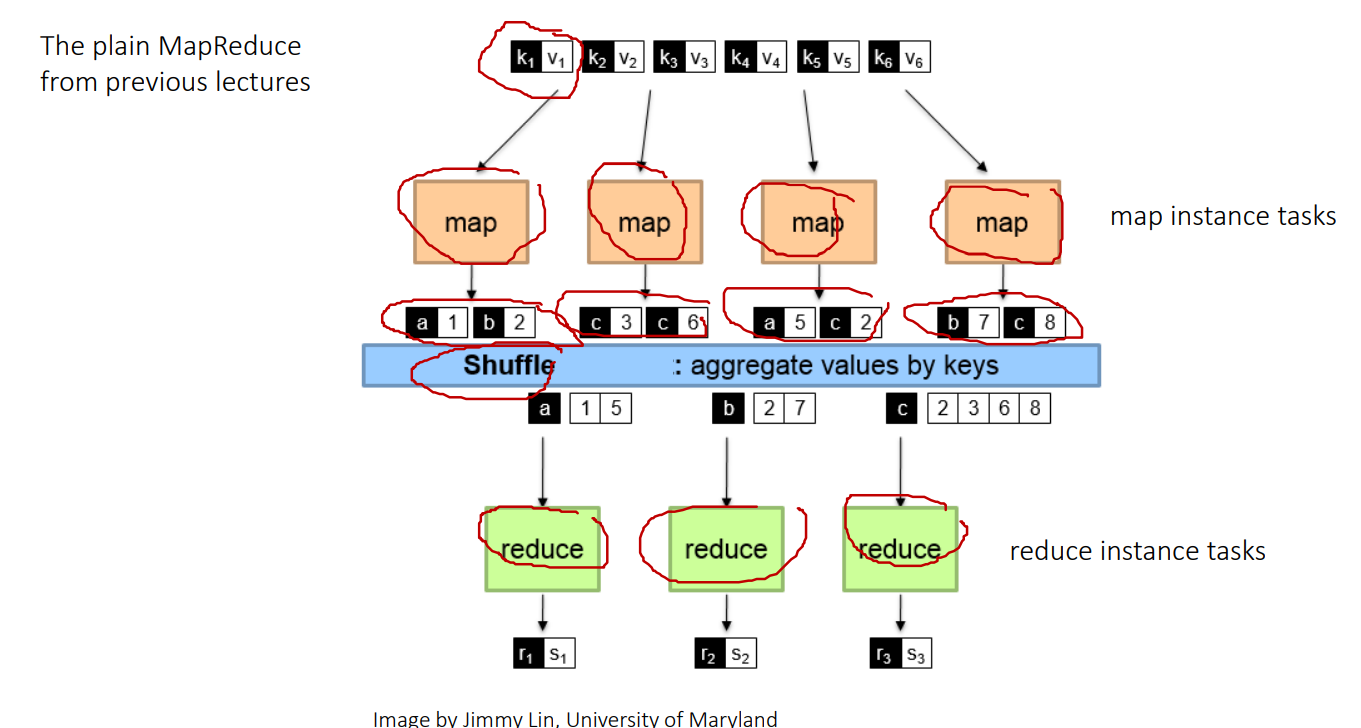 The plain MapReduce
from previous lectures
k₁ v₁ k₂ v₂ k₃ v₃ k₄ v₄ k₅ v₅ k₆ v₆
map map map map
map instance tasks
a 1 b 2 c 3 c 6 a 5 c 2 b 7 c 8
Shuffle : aggregate values by keys
a 1 5 b 2 7 c 2 3 6 8
reduce reduce reduce
reduce instance tasks
r₁ s₁ r₂ s₂ r₃ s₃
Image by Jimmy Lin, University of Maryland